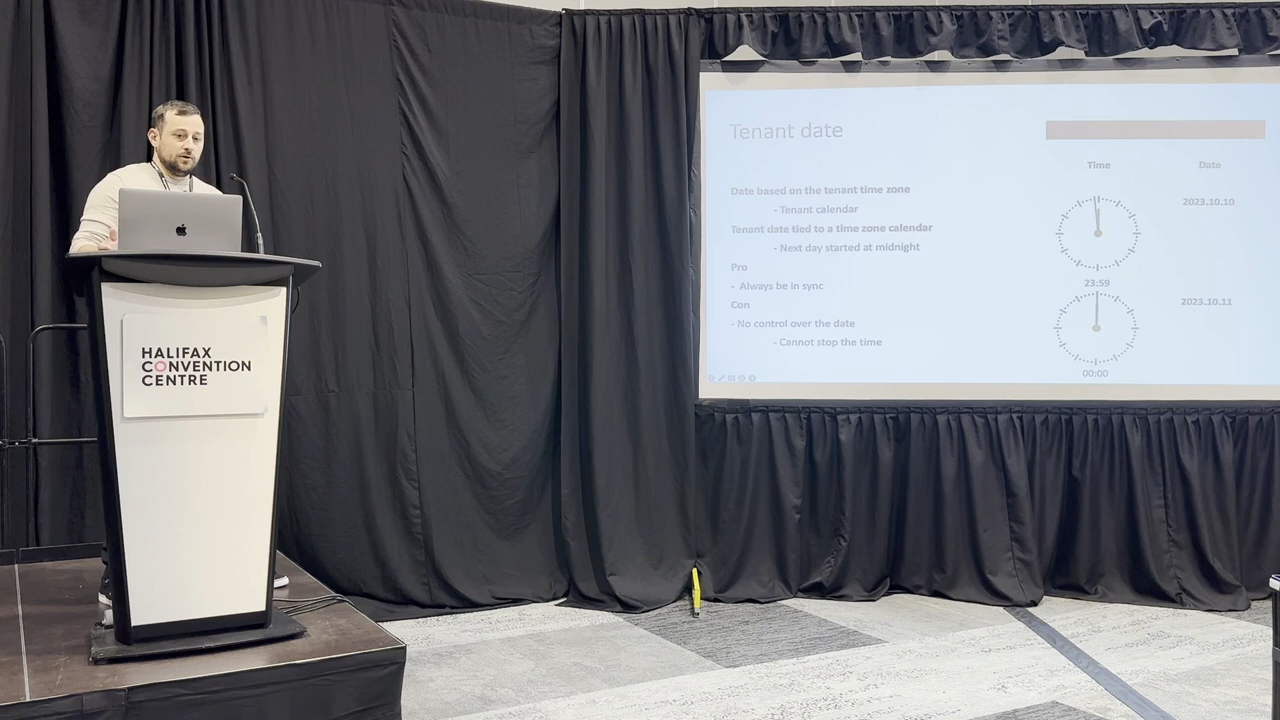 HALIFAX
CONVENTION
CENTRE
Tenant date
Time
Date
Date based on the tenant time zone
- Tenant calendar
Tenant date tied to a time zone calendar
- Next day started at midnight
Pro
- Always be in sync
Con
- No control over the date
- Cannot stop the time
2023.10.10
23:59
2023.10.11
00:00